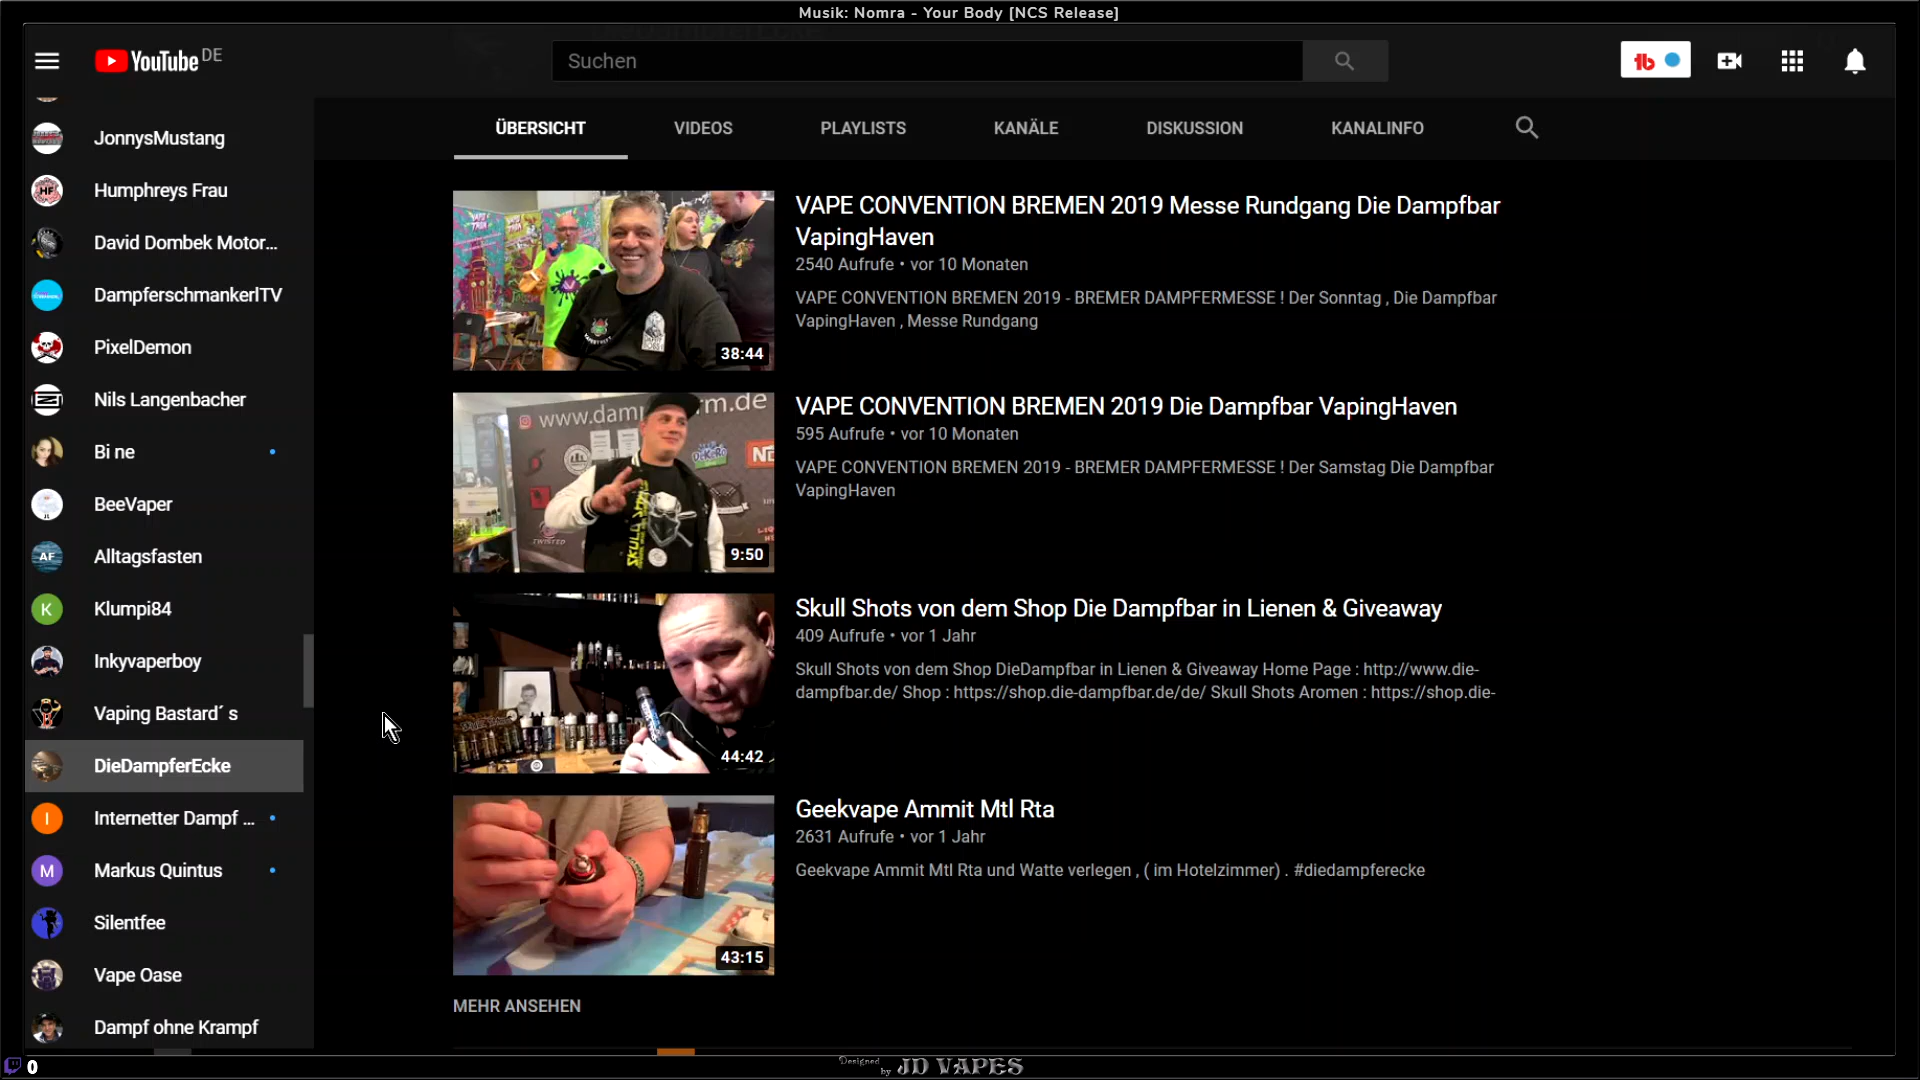 Musik: Nomra - Your Body [NCS Release]
YouTube DE
Suchen
ÜBERSICHT
VIDEOS
PLAYLISTS
KANÄLE
DISKUSSION
KANALINFO
JonnysMustang
Humphreys Frau
David Dombek Motor...
DampferschmankerlTV
PixelDemon
Nils Langenbacher
Bi ne
BeeVaper
AF Alltagsfasten
K Klumpi84
Inkyvaperboy
Vaping Bastard´ s
DieDampferEcke
I Internetter Dampf ...
M Markus Quintus
Silentfee
Vape Oase
Dampf ohne Krampf
38:44
VAPE CONVENTION BREMEN 2019 Messe Rundgang Die Dampfbar
VapingHaven
2540 Aufrufe • vor 10 Monaten
VAPE CONVENTION BREMEN 2019 - BREMER DAMPFERMESSE ! Der Sonntag , Die Dampfbar
VapingHaven , Messe Rundgang
9:50
VAPE CONVENTION BREMEN 2019 Die Dampfbar VapingHaven
595 Aufrufe • vor 10 Monaten
VAPE CONVENTION BREMEN 2019 - BREMER DAMPFERMESSE ! Der Samstag Die Dampfbar
VapingHaven
44:42
Skull Shots von dem Shop Die Dampfbar in Lienen & Giveaway
409 Aufrufe • vor 1 Jahr
Skull Shots von dem Shop DieDampfbar in Lienen & Giveaway Home Page : http://www.die-
dampfbar.de/ Shop : https://shop.die-dampfbar.de/de/ Skull Shots Aromen : https://shop.die-
43:15
Geekvape Ammit Mtl Rta
2631 Aufrufe • vor 1 Jahr
Geekvape Ammit Mtl Rta und Watte verlegen , ( im Hotelzimmer) . #diedampferecke
MEHR ANSEHEN
0
Designed
by JD VAPES